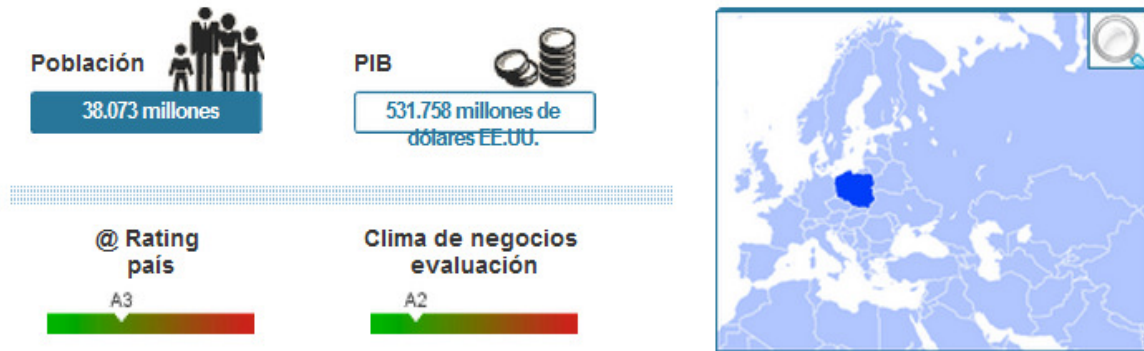 Población
38.073 millones
PIB
531.758 millones de
dólares EE.UU.
@ Rating
país
A3
Clima de negocios
evaluación
A2